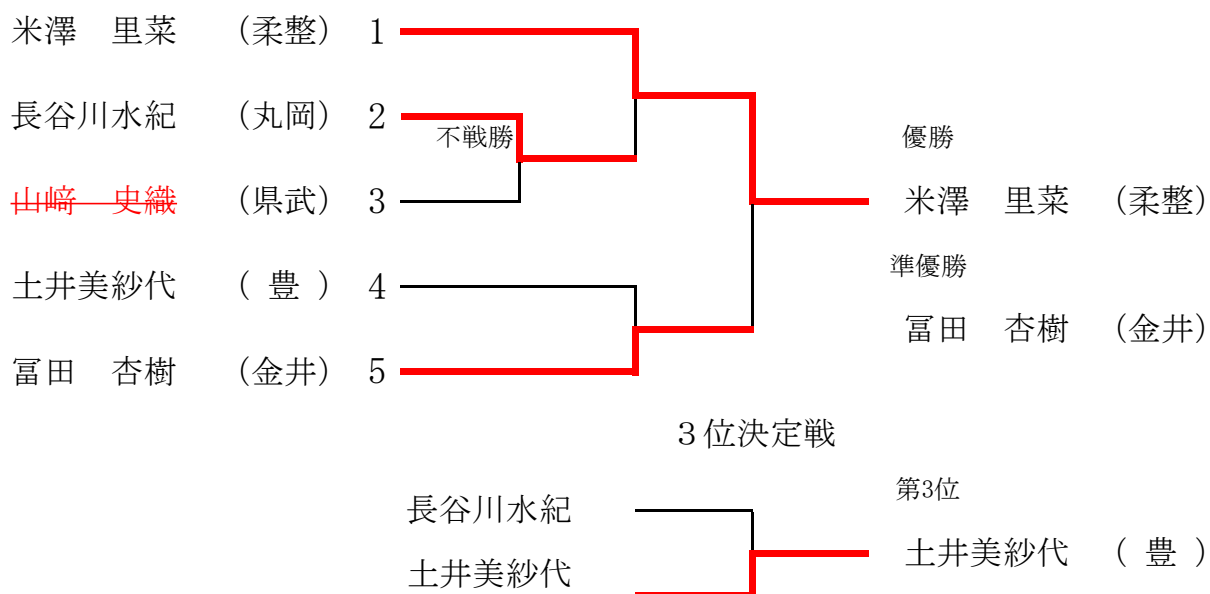 米澤　里菜　（柔整）　1
長谷川水紀　（丸岡）　2
不戦勝
優勝
山﨑　史織　（県武）　3
米澤　里菜　（柔整）
準優勝
土井美紗代　（ 豊 ）　4
冨田　杏樹　（金井）
冨田　杏樹　（金井）　5
３位決定戦
第3位
長谷川水紀
土井美紗代　（ 豊 ）
土井美紗代